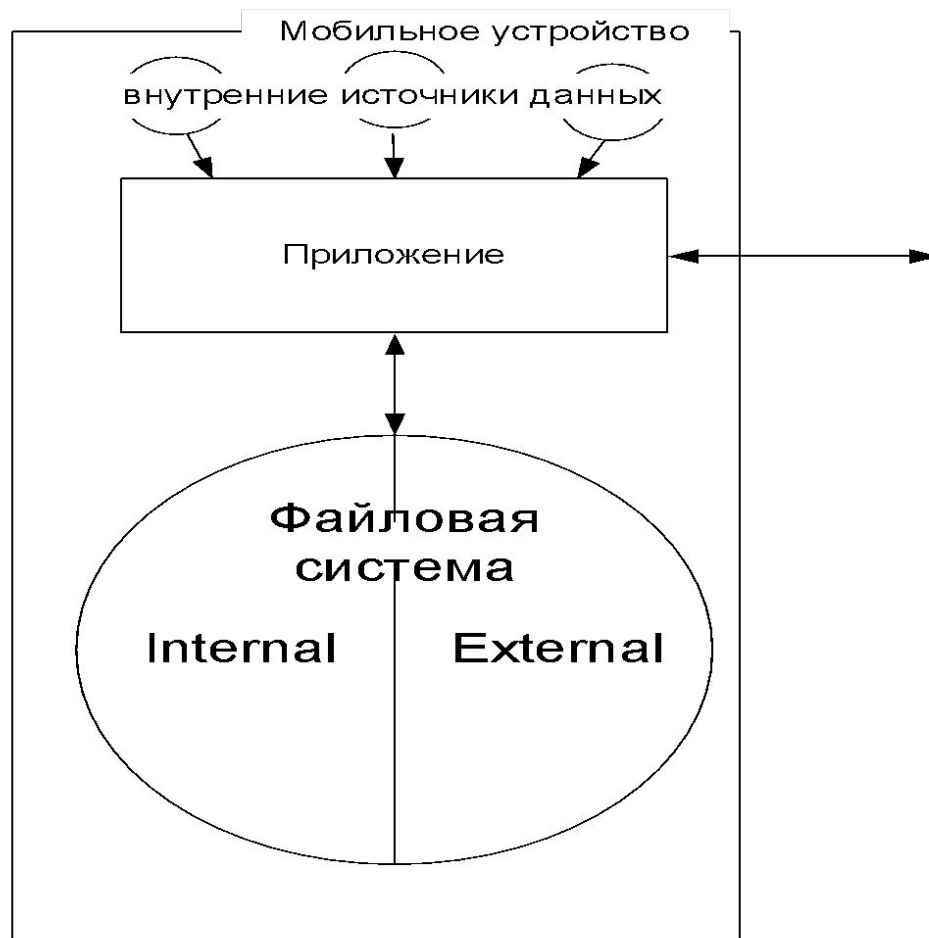 Мобильное устройство
внутренние источники данных
Приложение
Файловая
система
Internal External